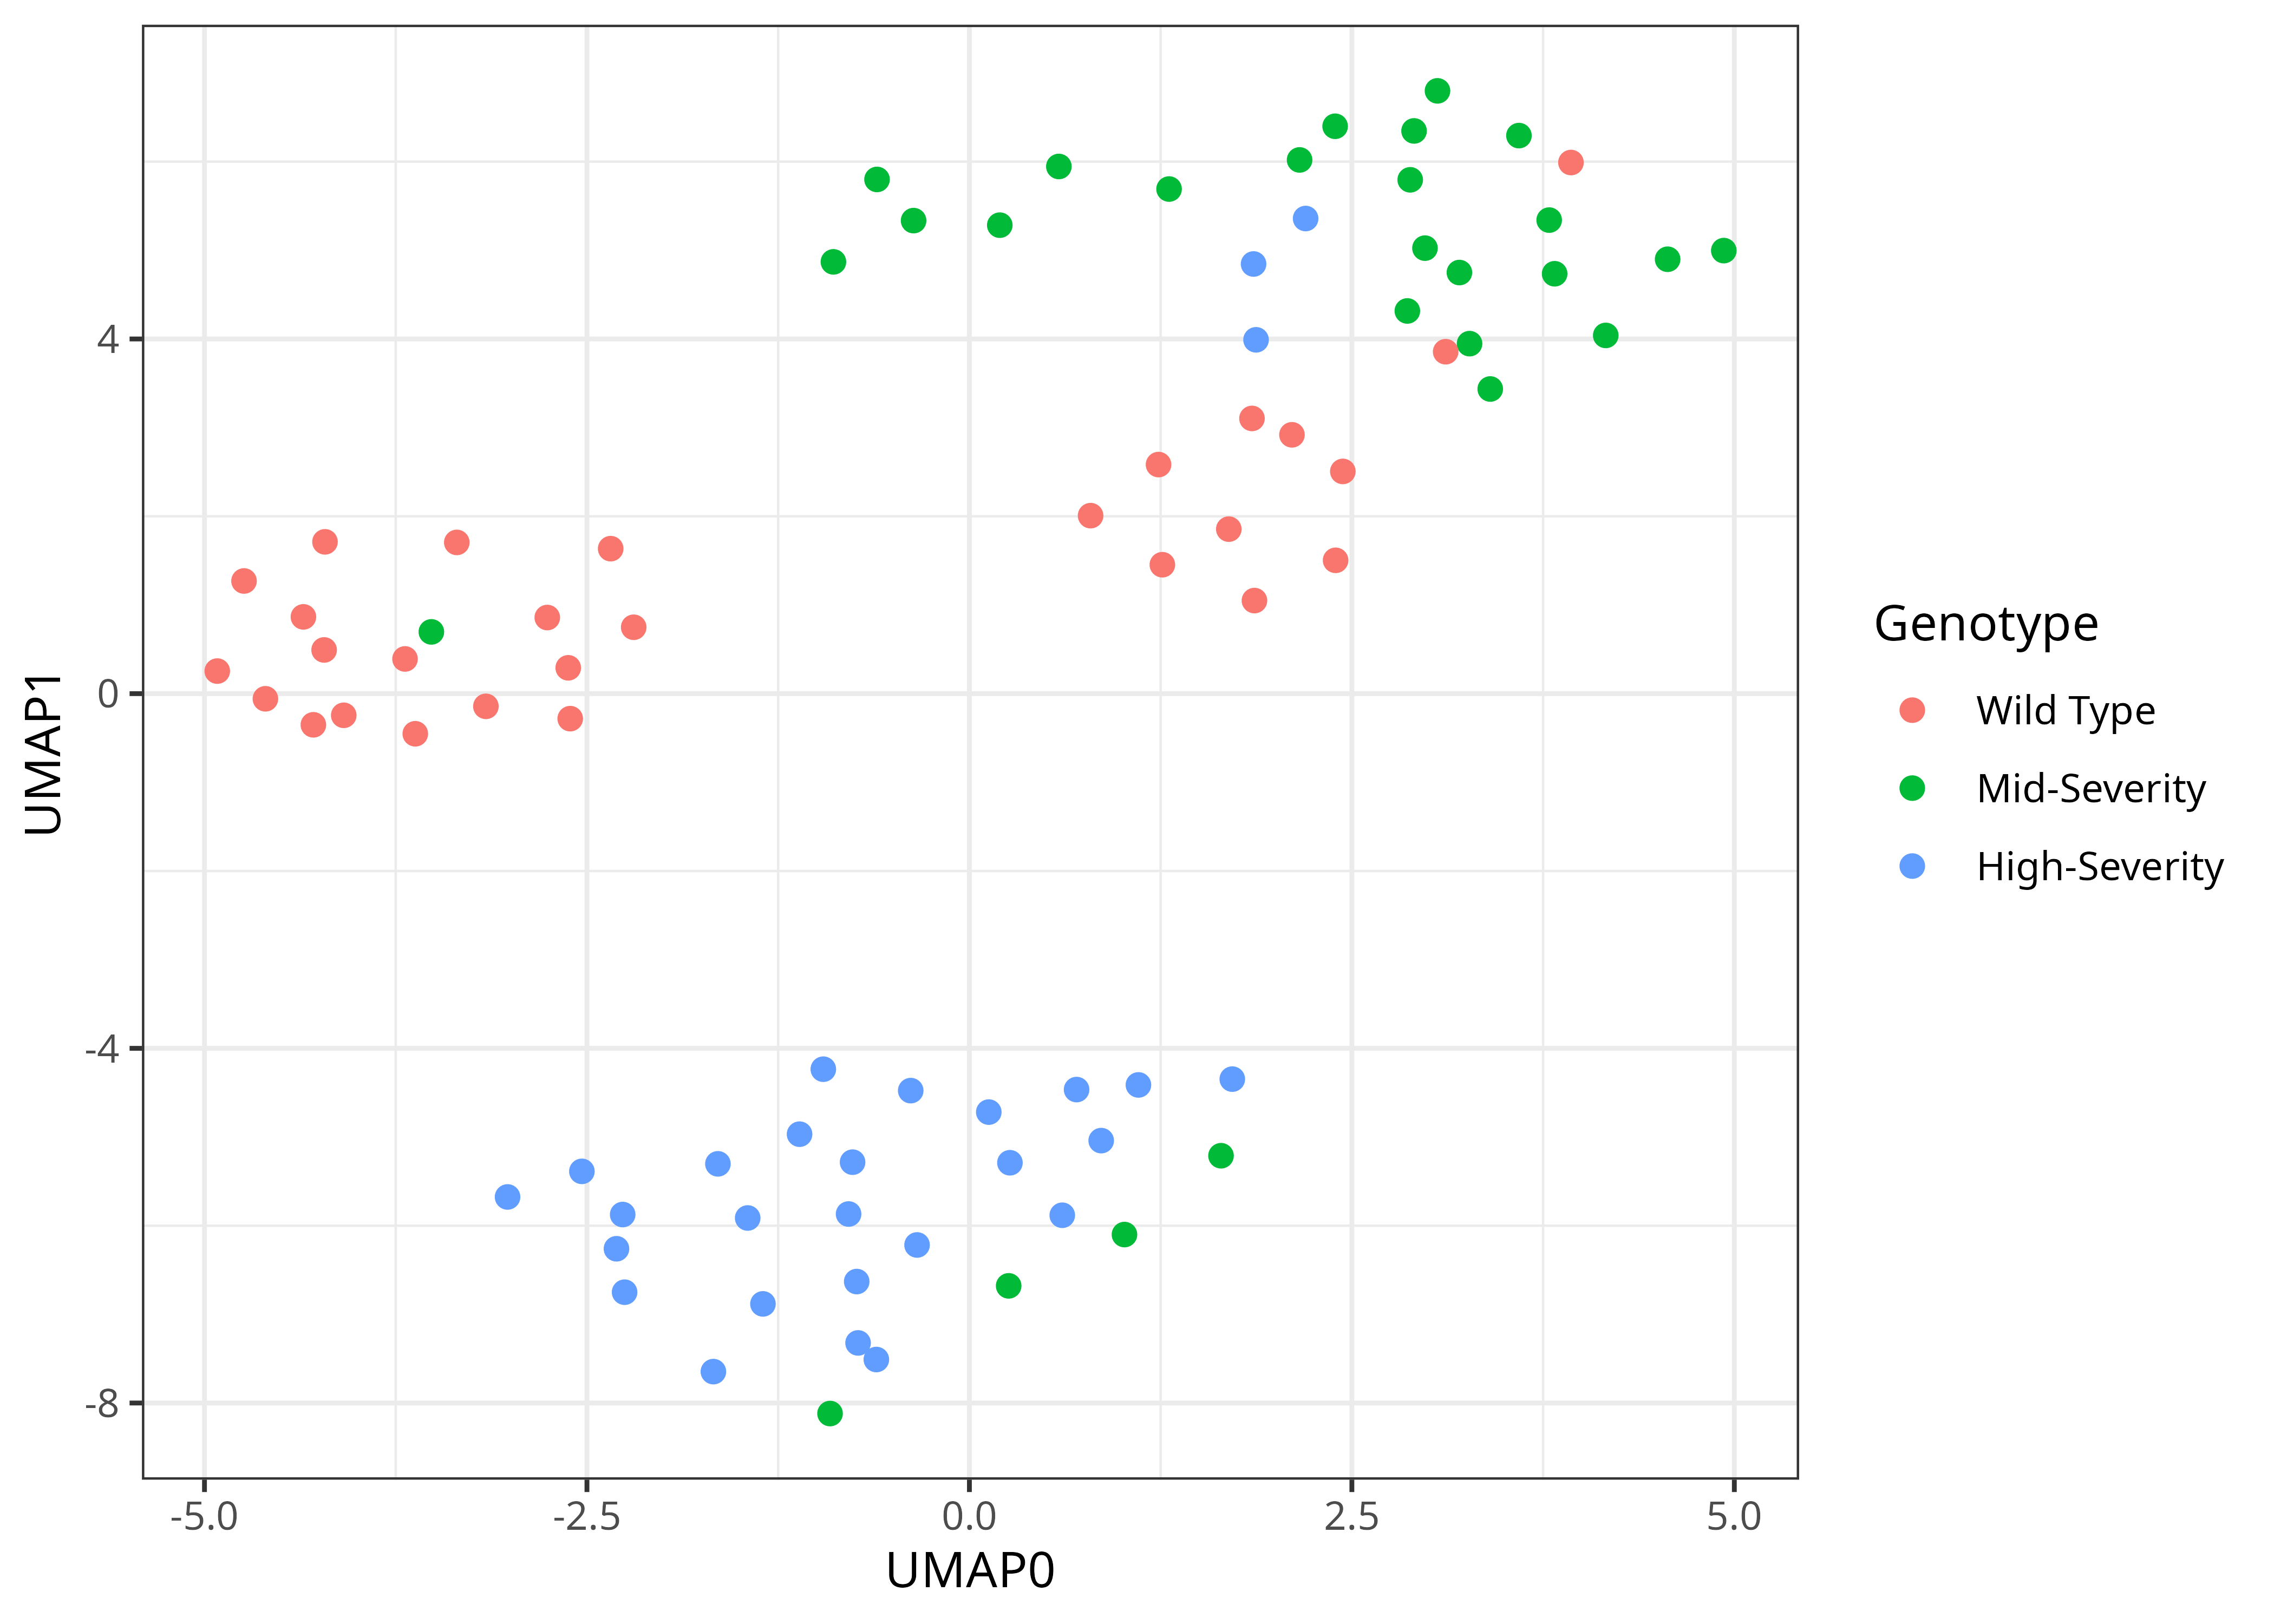 4
0
-4
-8
UMAP1
-5.0 -2.5 0.0 2.5 5.0
UMAP0
Genotype
Wild Type
Mid-Severity
High-Severity